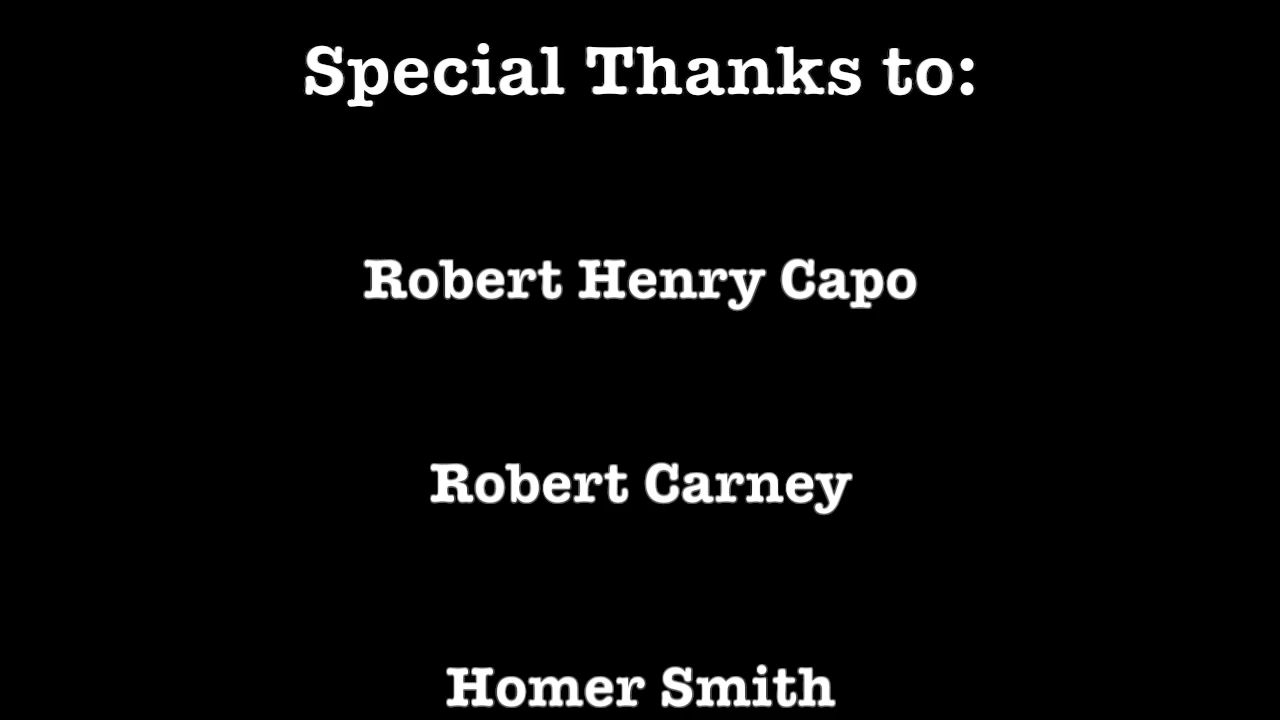 Special Thanks to:
Robert Henry Capo
Robert Carney
Homer Smith